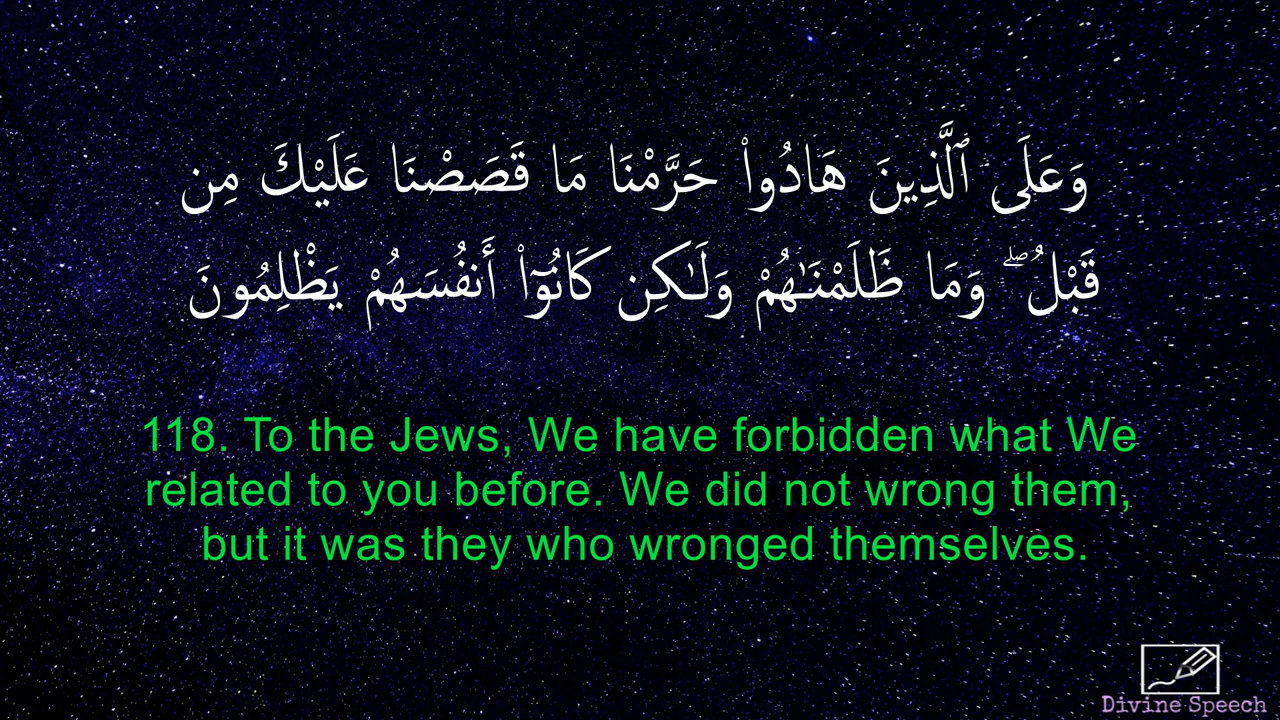 وَعَلَى ٱلَّذِينَ هَادُوا۟ حَرَّمْنَا مَا قَصَصْنَا عَلَيْكَ مِن
قَبْلُ ۖ وَمَا ظَلَمْنَـٰهُمْ وَلَـٰكِن كَانُوٓا۟ أَنفُسَهُمْ يَظْلِمُونَ
118. To the Jews, We have forbidden what We
related to you before. We did not wrong them,
but it was they who wronged themselves.
Divine Speech